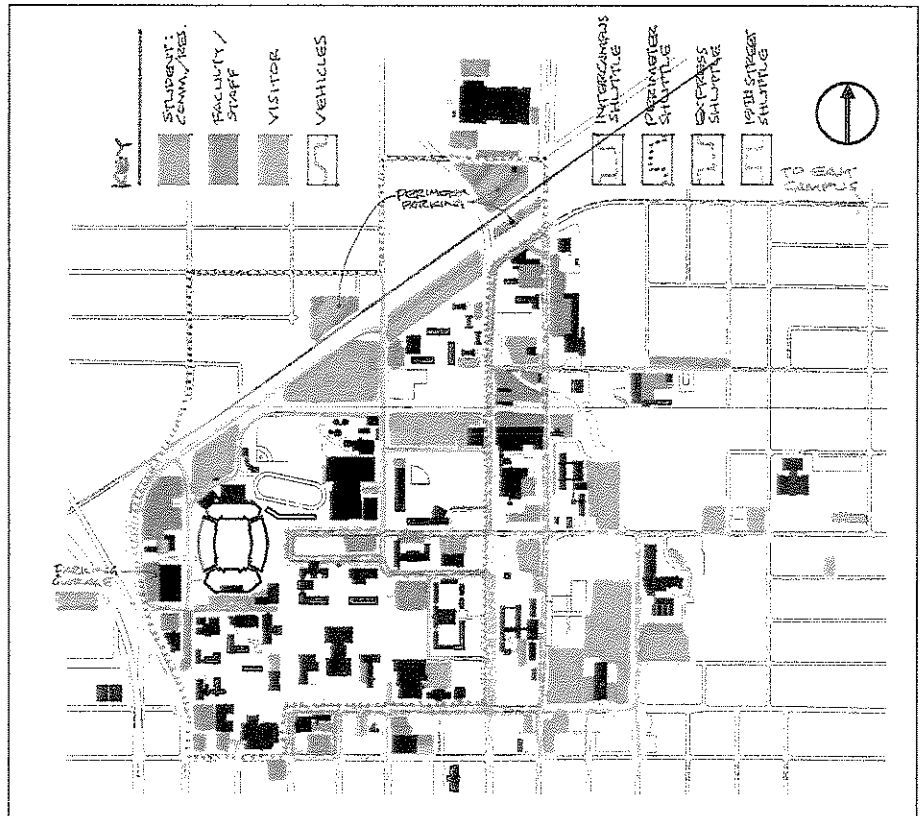 KEY
STUDENT:
COMM./RES.
FACULTY/
STAFF
VISITOR
VEHICLES
INTERCAMPUS
SHUTTLE
PERIMETER
SHUTTLE
EXPRESS
SHUTTLE
19TH STREET
SHUTTLE
TO EAST
CAMPUS
PERIMETER
PARKING
PARKING
GARAGE